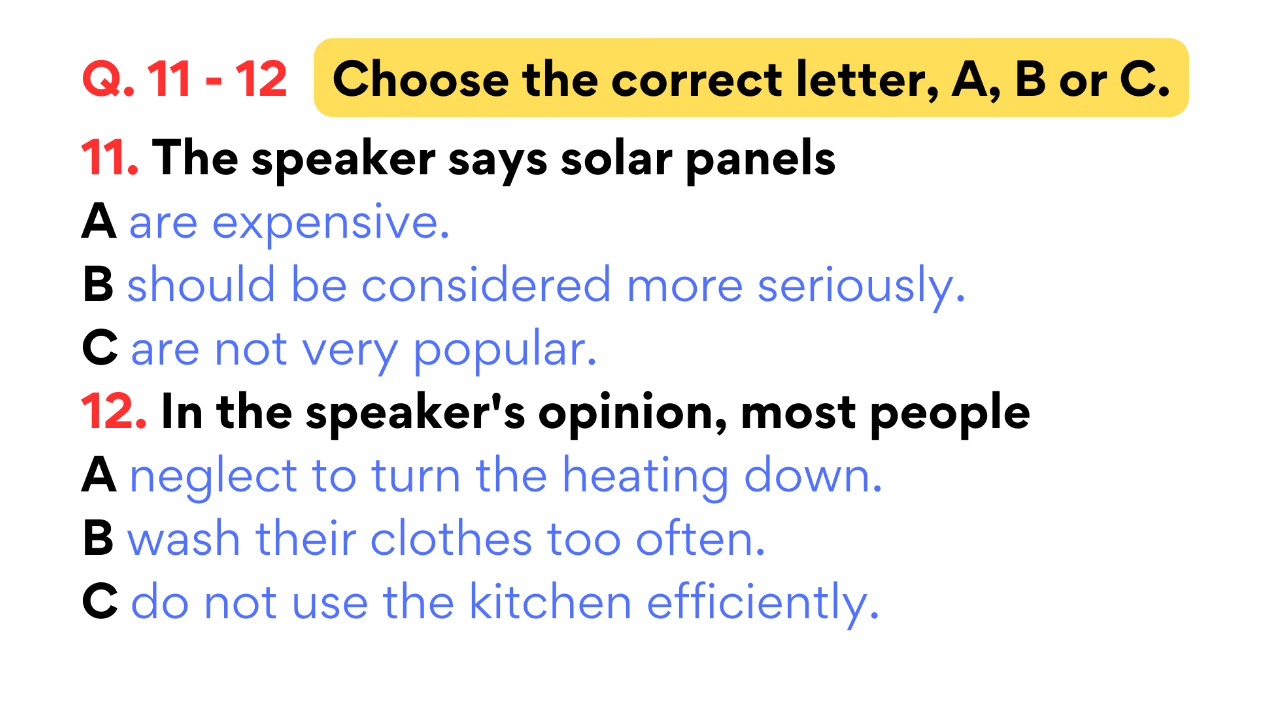 Q. 11 - 12 Choose the correct letter, A, B or C.
11. The speaker says solar panels
A are expensive.
B should be considered more seriously.
C are not very popular.
12. In the speaker's opinion, most people
A neglect to turn the heating down.
B wash their clothes too often.
C do not use the kitchen efficiently.